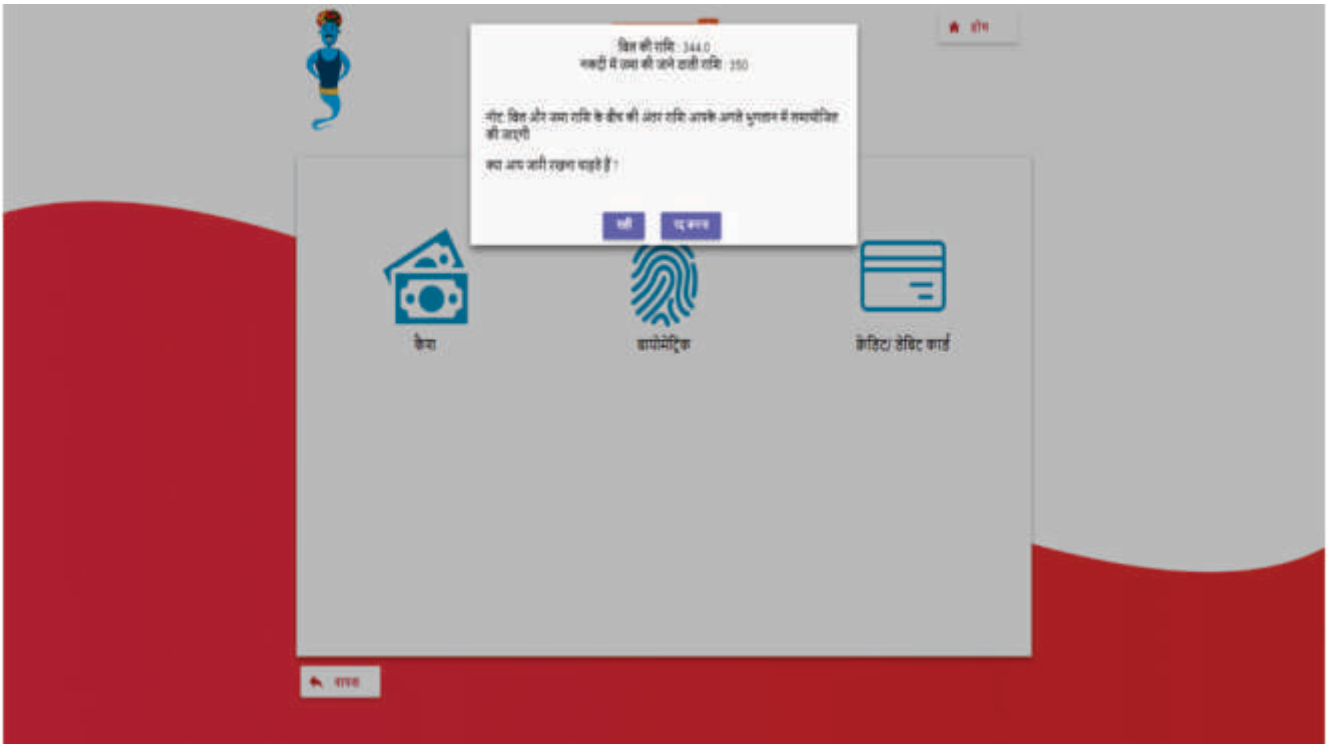 होम
बिल की राशि : 344.0
नकदी में जमा की जाने वाली राशि : 350
नोट: बिल और जमा राशि के बीच की अंतर राशि आपके अगले भुगतान में समायोजित
की जाएगी
क्या आप जारी रखना चाहते हैं ?
सही
रद्द करना
कैश
बायोमेट्रिक
क्रेडिट/ डेबिट कार्ड
वापस